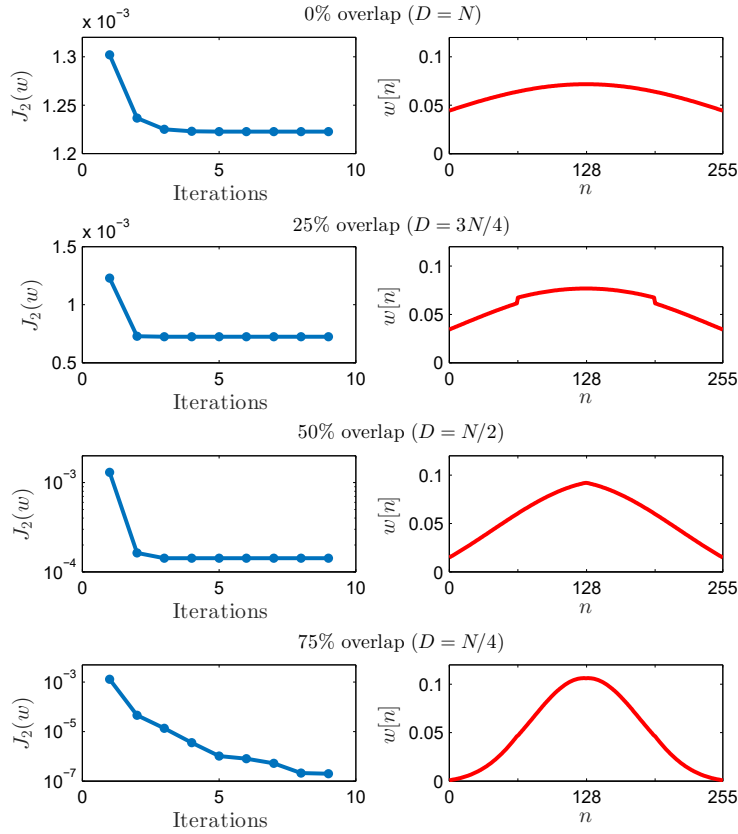 0% overlap (D = N)
x 10⁻³
1.3
1.25
1.2
J₂(w)
0 5 10
Iterations
0.1
0.05
0
w[n]
0 128 255
n
25% overlap (D = 3N/4)
x 10⁻³
1.5
1
0.5
J₂(w)
0 5 10
Iterations
0.1
0.05
0
w[n]
0 128 255
n
50% overlap (D = N/2)
10⁻³
10⁻⁴
J₂(w)
0 5 10
Iterations
0.1
0.05
0
w[n]
0 128 255
n
75% overlap (D = N/4)
10⁻³
10⁻⁵
10⁻⁷
J₂(w)
0 5 10
Iterations
0.1
0.05
0
w[n]
0 128 255
n